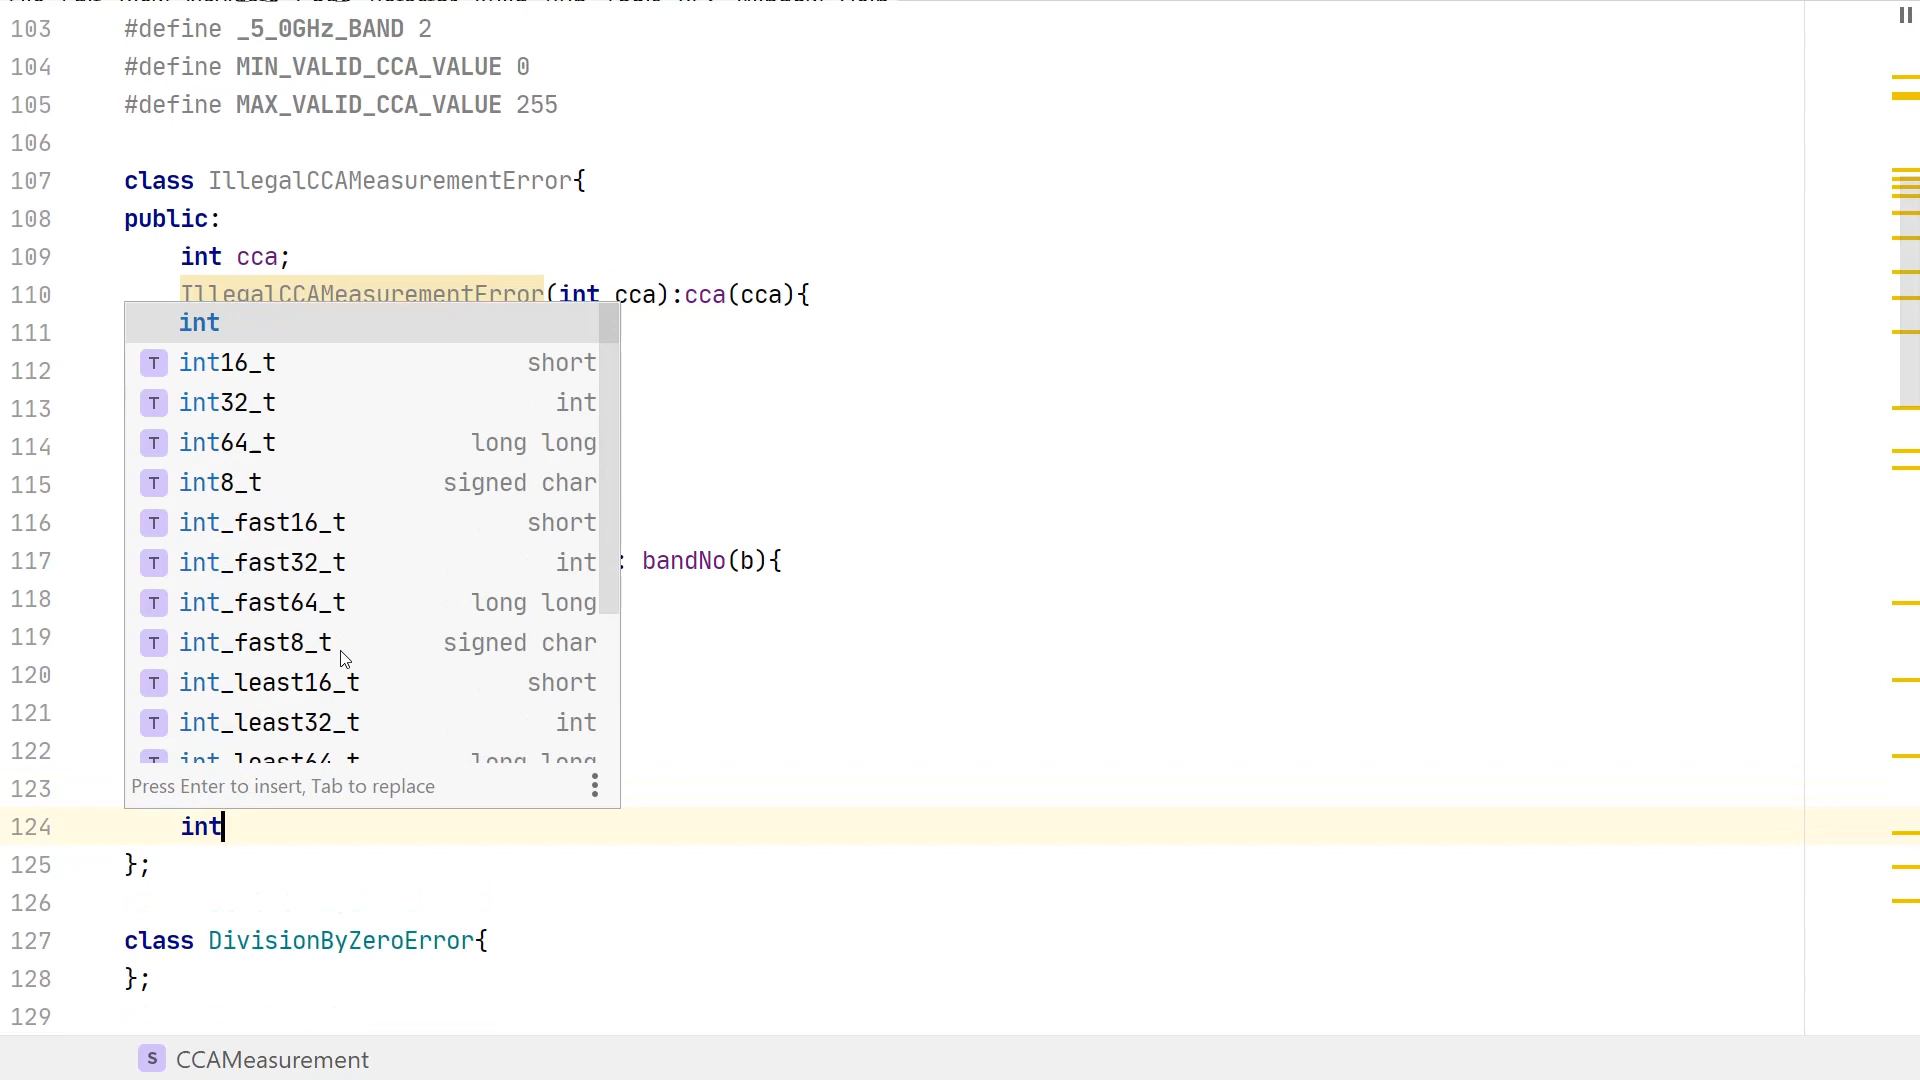 103 #define _5_0GHz_BAND 2
104 #define MIN_VALID_CCA_VALUE 0
105 #define MAX_VALID_CCA_VALUE 255
106
107 class IllegalCCAMeasurementError{
108 public:
109 int cca;
110 IllegalCCAMeasurementError(int cca):cca(cca){
111 int
112 int16_t short
113 int32_t int
114 int64_t long long
115 int8_t signed char
116 int_fast16_t short
117 int_fast32_t int : bandNo(b){
118 int_fast64_t long long
119 int_fast8_t signed char
120 int_least16_t short
121 int_least32_t int
122 int_least64_t long long
123 Press Enter to insert, Tab to replace
124 int
125 };
126
127 class DivisionByZeroError{
128 };
129
S CCAMeasurement